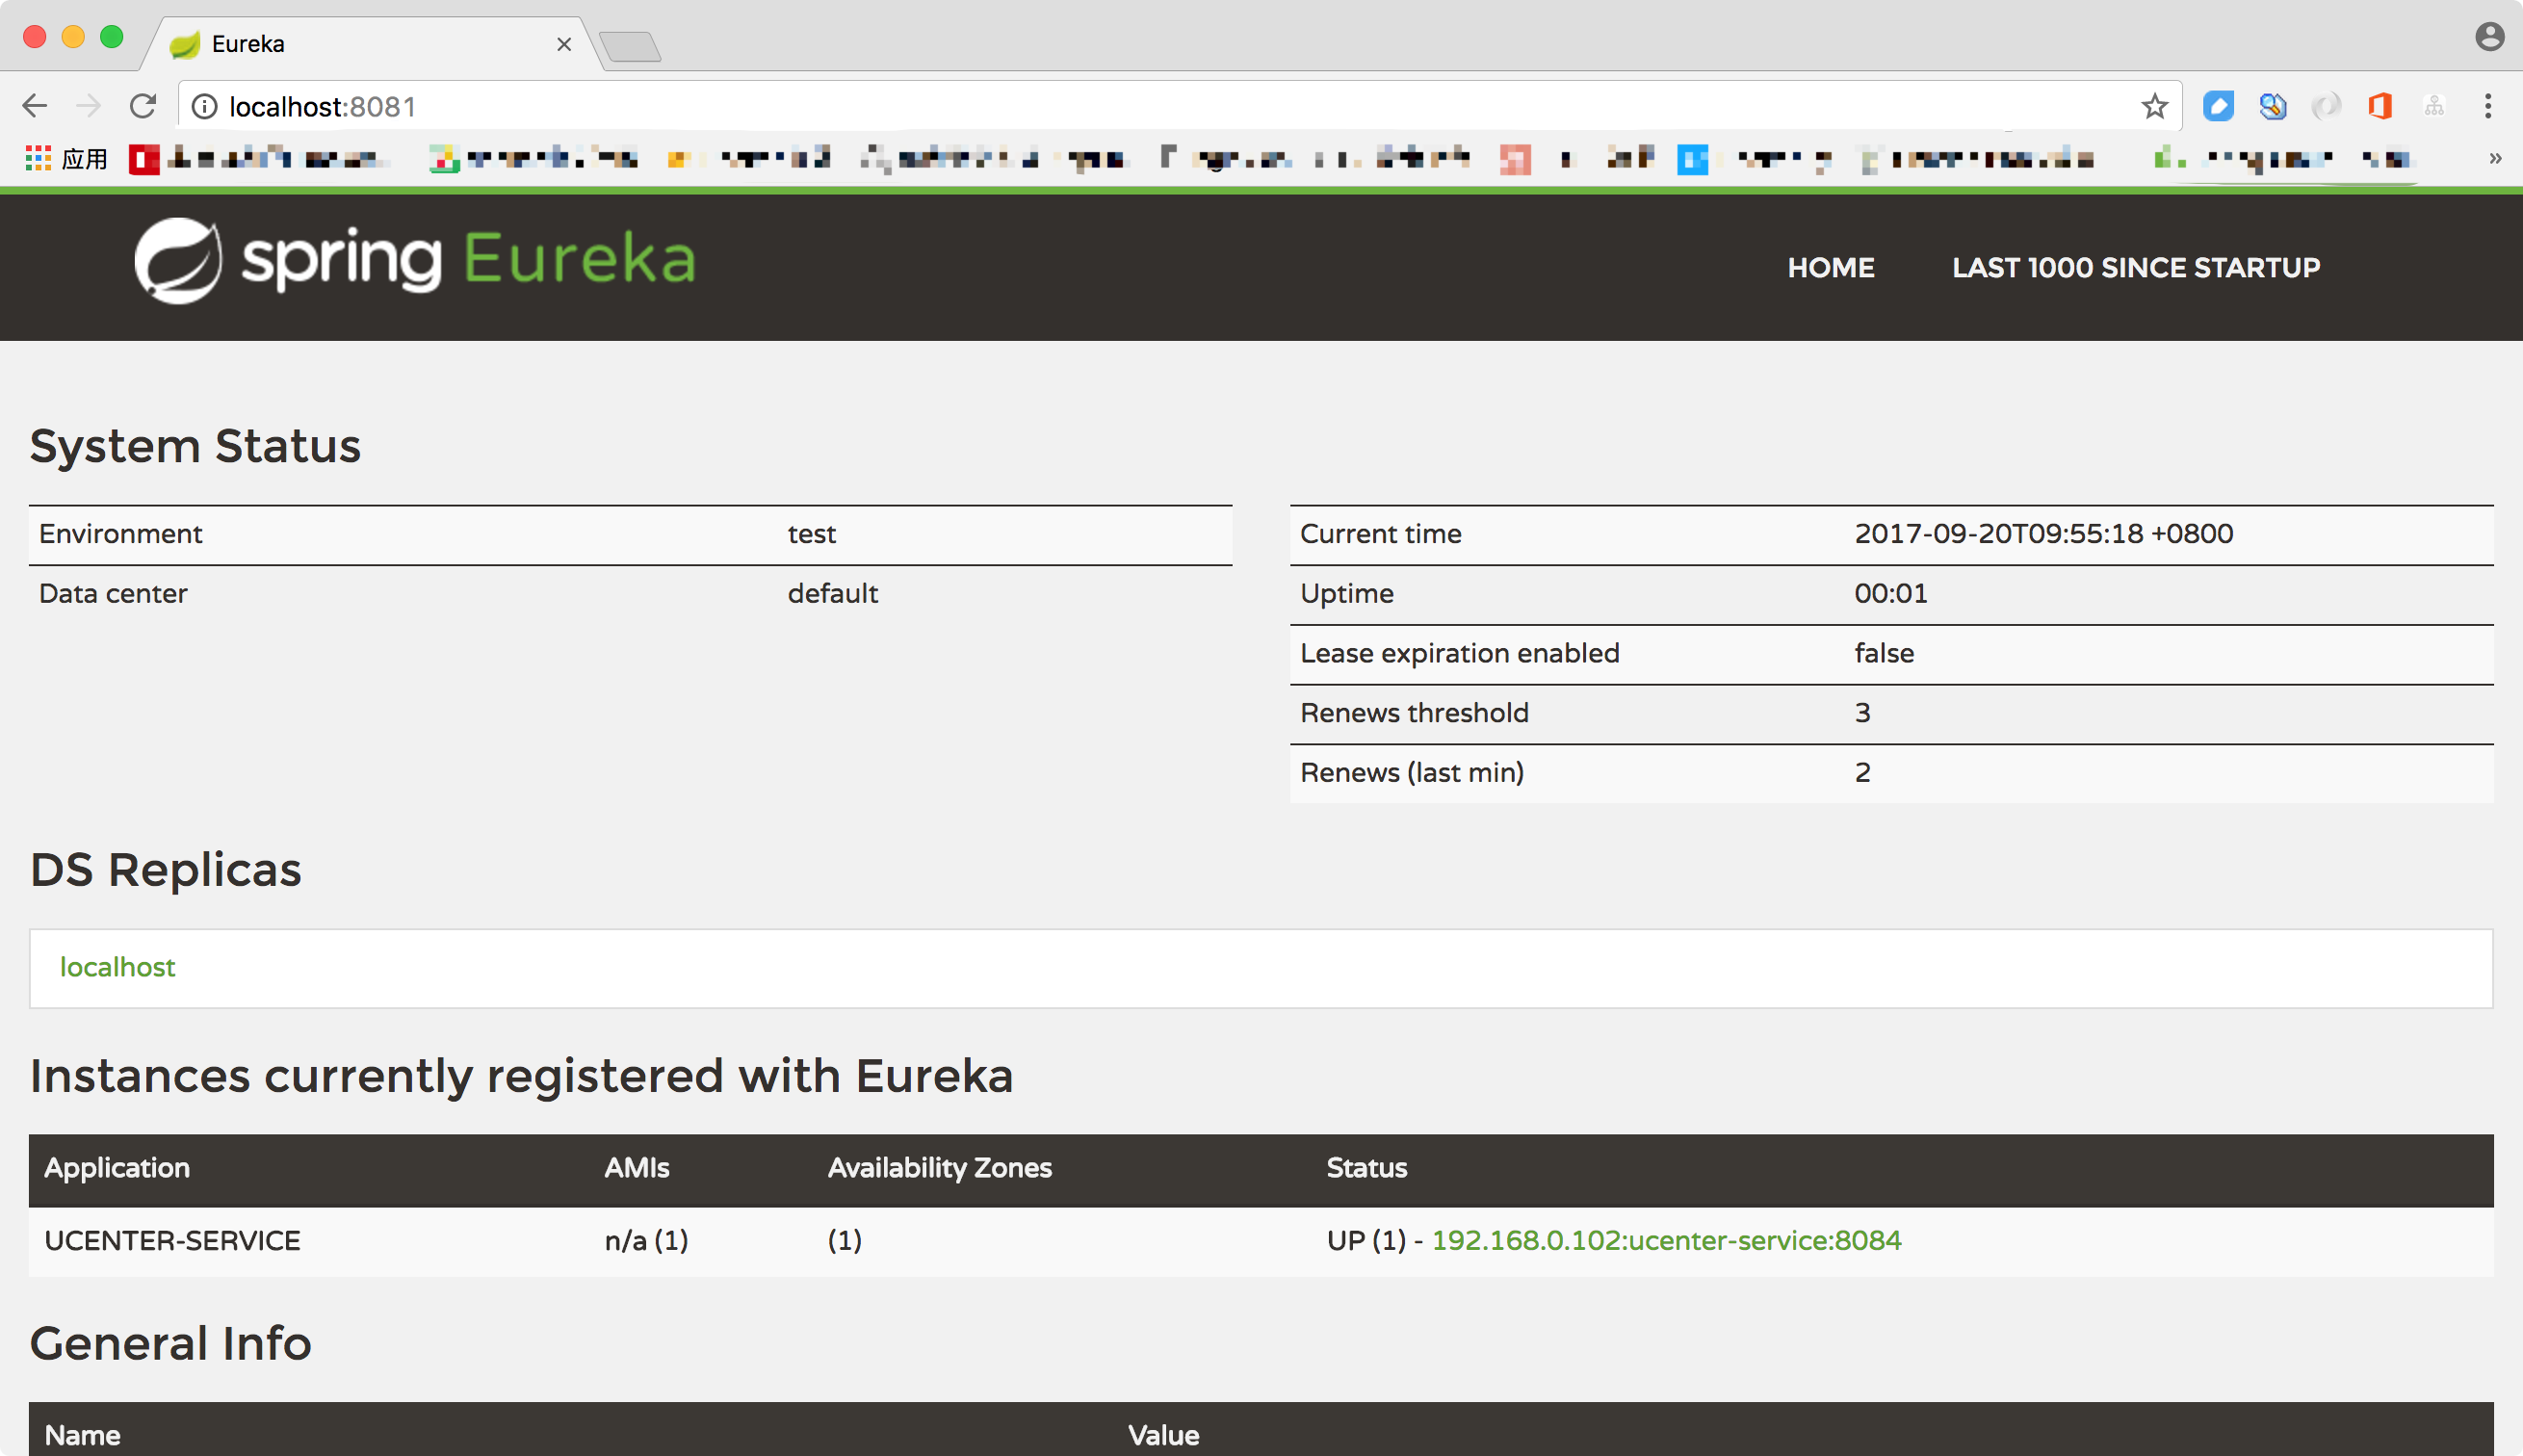 Eureka
localhost:8081
应用
»
spring Eureka
HOME LAST 1000 SINCE STARTUP
System Status
Environment test
Data center default
Current time 2017-09-20T09:55:18 +0800
Uptime 00:01
Lease expiration enabled false
Renews threshold 3
Renews (last min) 2
DS Replicas
localhost
Instances currently registered with Eureka
Application AMIs Availability Zones Status
UCENTER-SERVICE n/a (1) (1) UP (1) - 192.168.0.102:ucenter-service:8084
General Info
Name Value